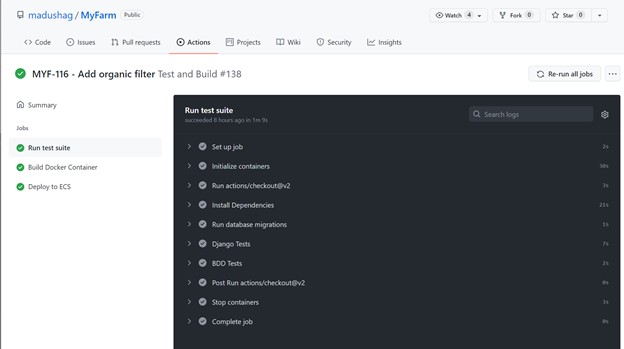 madushag / MyFarm Public
Watch 4 Fork 0 Star 0
Code Issues Pull requests Actions Projects Wiki Security Insights
MYF-116 - Add organic filter Test and Build #138
Re-run all jobs ...
Summary
Jobs
Run test suite
Build Docker Container
Deploy to ECS
Run test suite
succeeded 8 hours ago in 1m 9s
Search logs
Set up job 2s
Initialize containers 30s
Run actions/checkout@v2 3s
Install Dependencies 21s
Run database migrations 1s
Django Tests 7s
BDD Tests 2s
Post Run actions/checkout@v2 0s
Stop containers 3s
Complete job 0s